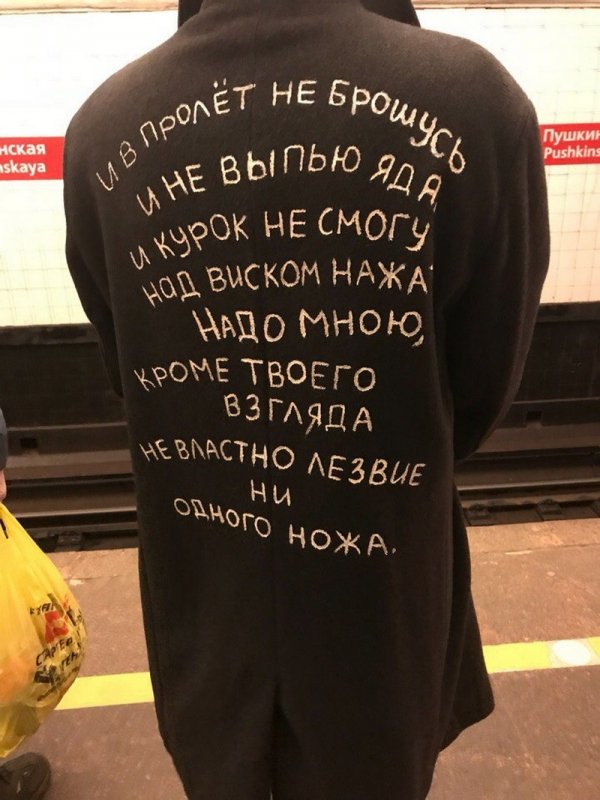 И В ПРОЛЁТ НЕ БРОШУСЬ
И НЕ ВЫПЬЮ ЯДА
И КУРОК НЕ СМОГУ
НАД ВИСКОМ НАЖА
НАДО МНОЮ,
КРОМЕ ТВОЕГО
ВЗГЛЯДА
НЕ ВЛАСТНО ЛЕЗВИЕ
НИ
ОДНОГО НОЖА.
нская
nskaya
Пушкин
Pushkins